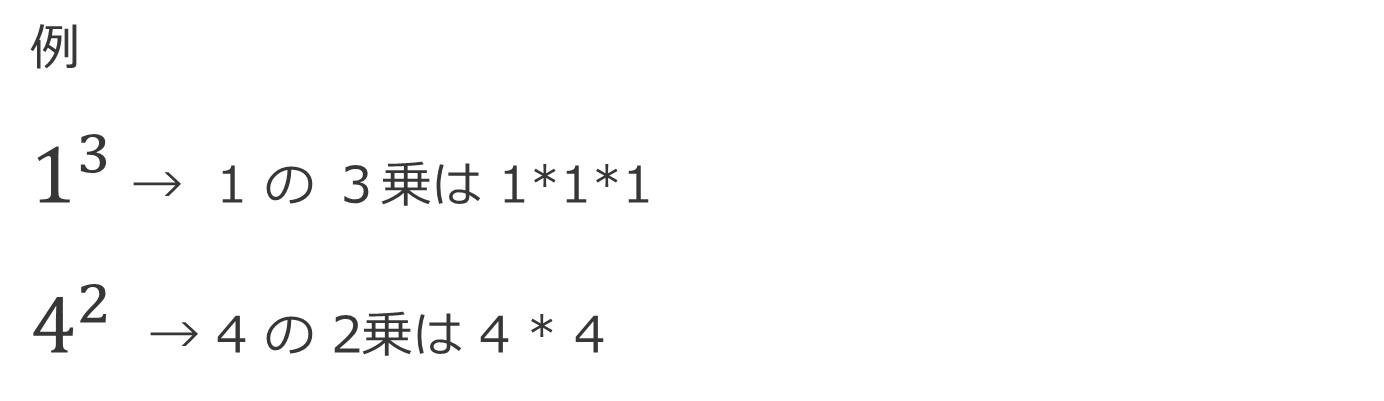 例
1³ → 1 の ３乗は 1*1*1
4² → 4 の 2乗は 4 * 4